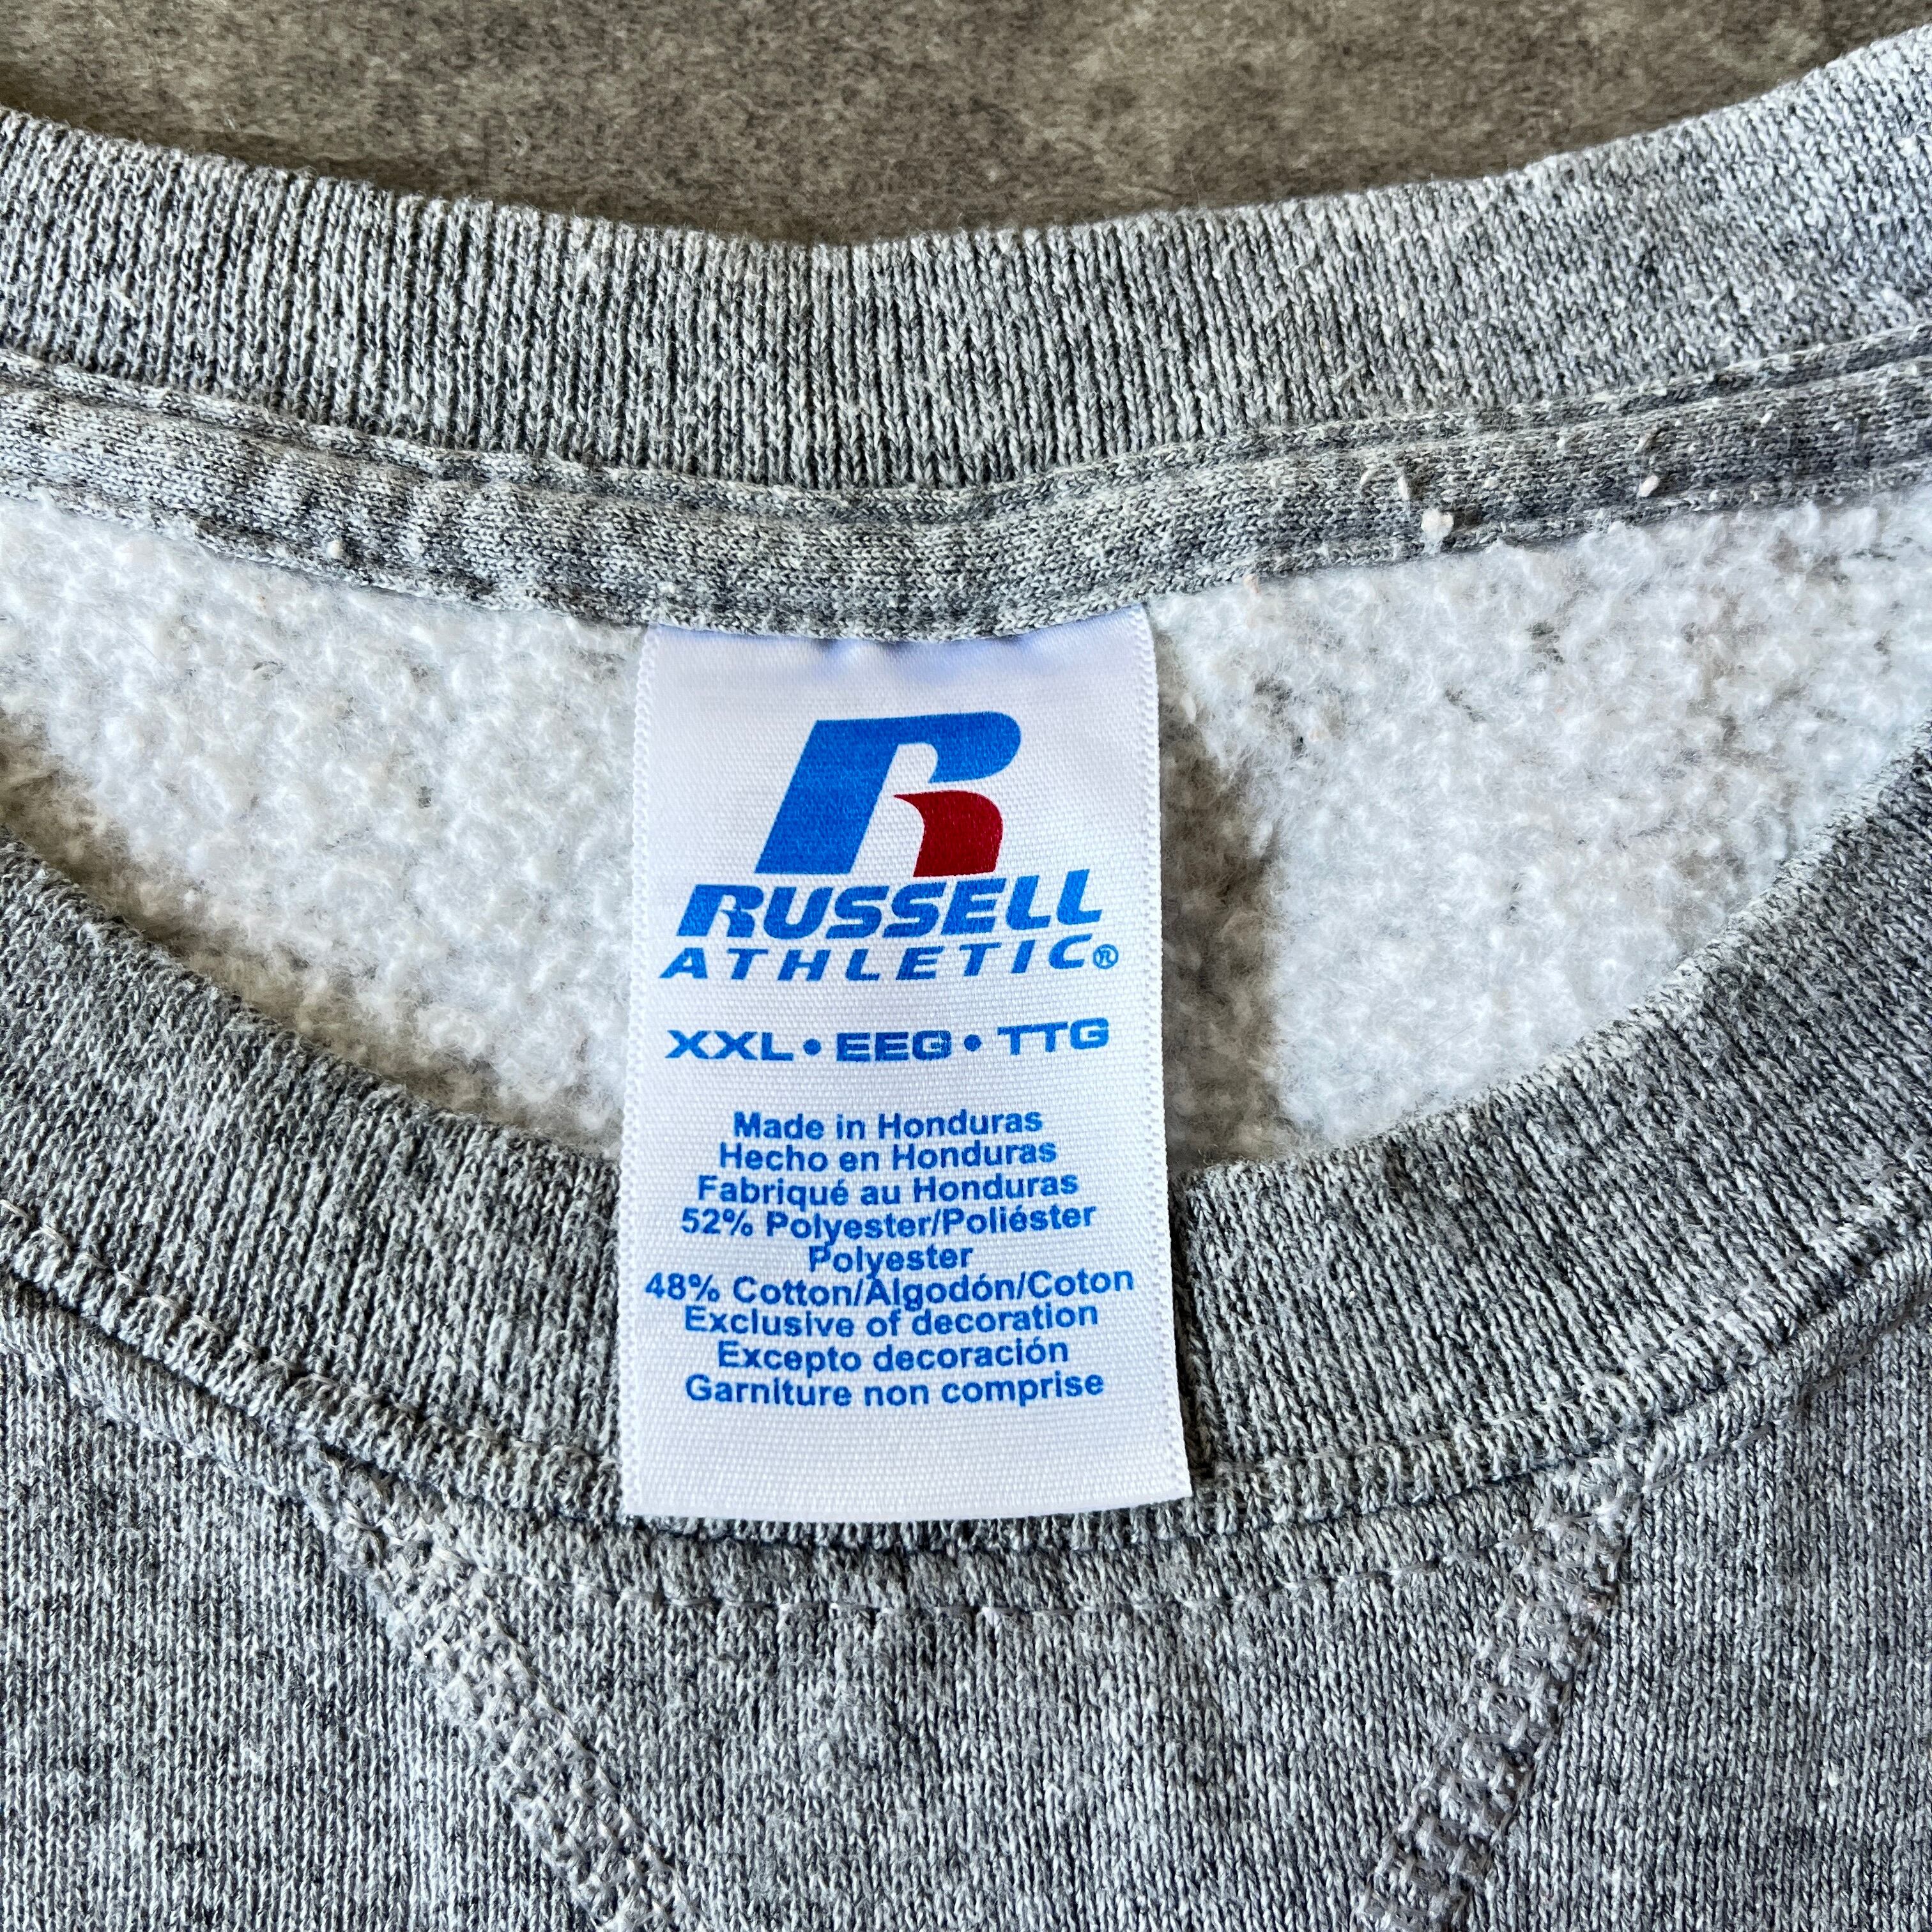 R
RUSSELL
ATHLETIC®
XXL • EEG • TTG
Made in Honduras
Hecho en Honduras
Fabriqué au Honduras
52% Polyester/Poliéster
Polyester
48% Cotton/Algodón/Coton
Exclusive of decoration
Excepto decoración
Garniture non comprise